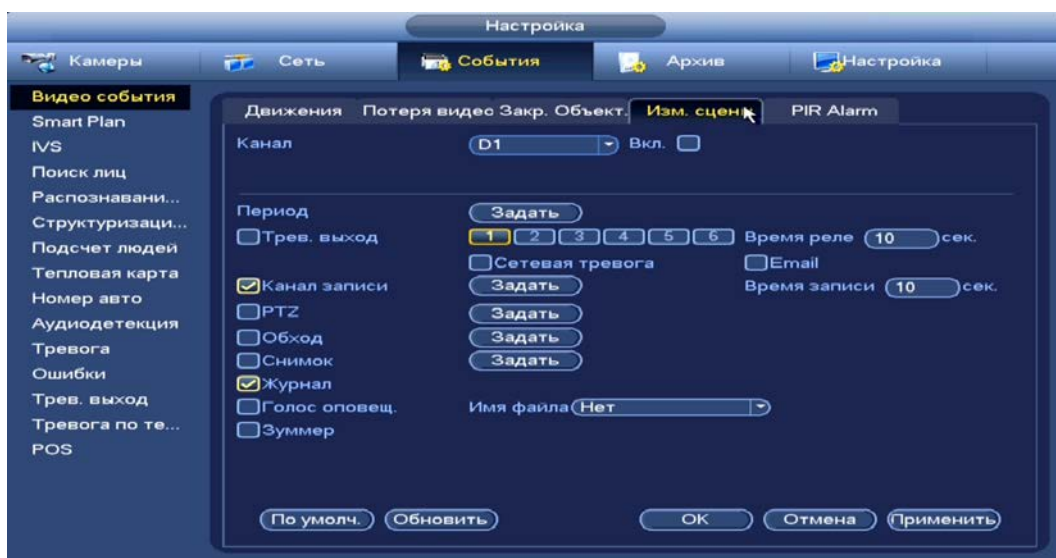 Настройка
Камеры Сеть События Архив Настройка
Видео события
Smart Plan
IVS
Поиск лиц
Распознавани...
Структуризаци...
Подсчет людей
Тепловая карта
Номер авто
Аудиодетекция
Тревога
Ошибки
Трев. выход
Тревога по те...
POS
Движения Потеря видео Закр. Объект. Изм. сцены PIR Alarm
Канал D1 Вкл.
Период Задать
Трев. выход 1 2 3 4 5 6 Время реле 10 сек.
Сетевая тревога Email
Канал записи Задать Время записи 10 сек.
PTZ Задать
Обход Задать
Снимок Задать
Журнал
Голос оповещ. Имя файла Нет
Зуммер
По умолч. Обновить ОК Отмена Применить